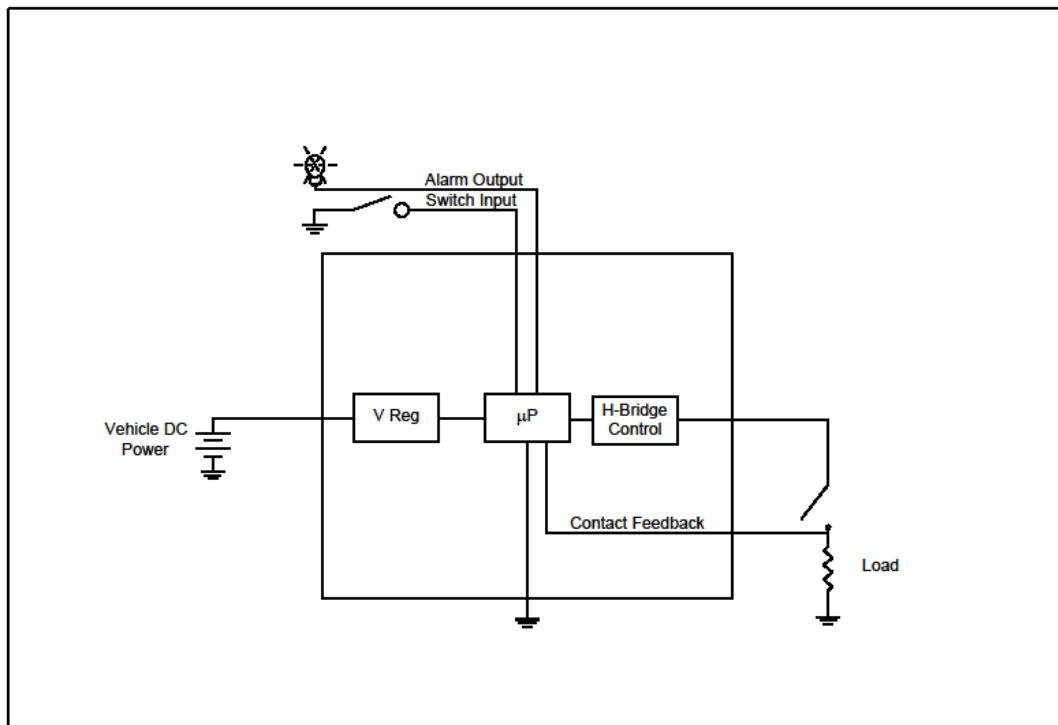 Alarm Output
Switch Input
V Reg
μP
H-Bridge
Control
Vehicle DC
Power
Contact Feedback
Load